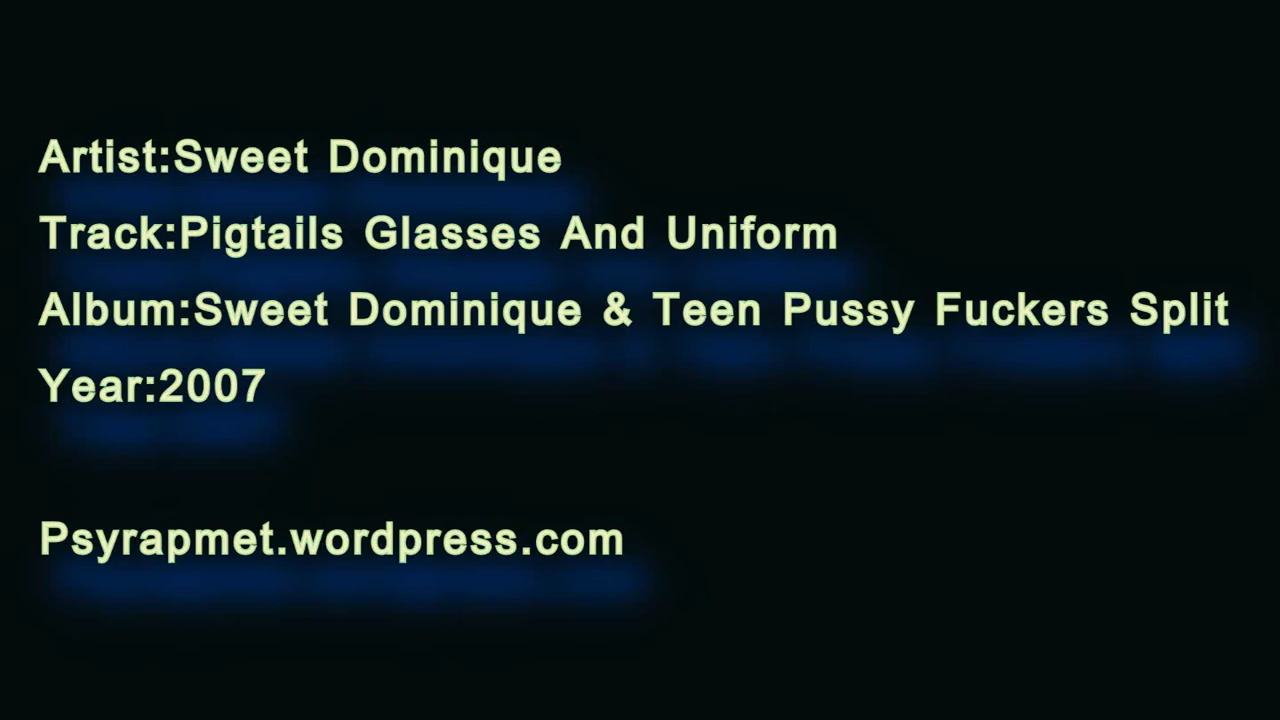 Artist:Sweet Dominique
Track:Pigtails Glasses And Uniform
Album:Sweet Dominique & Teen Pussy Fuckers Split
Year:2007
Psyrapmet.wordpress.com